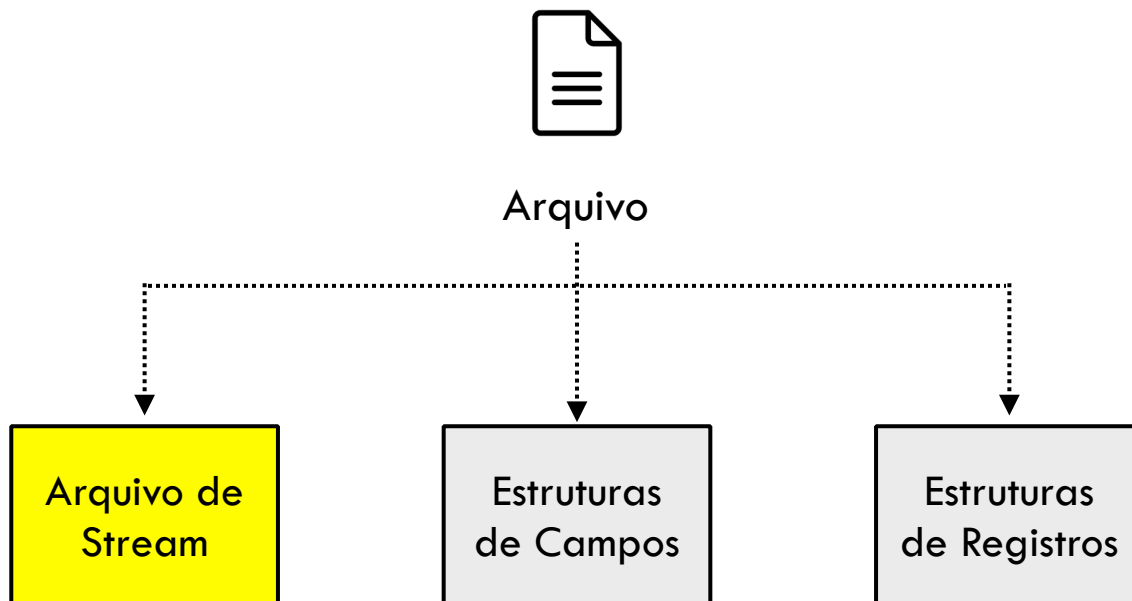 Arquivo
Arquivo de
Stream
Estruturas
de Campos
Estruturas
de Registros